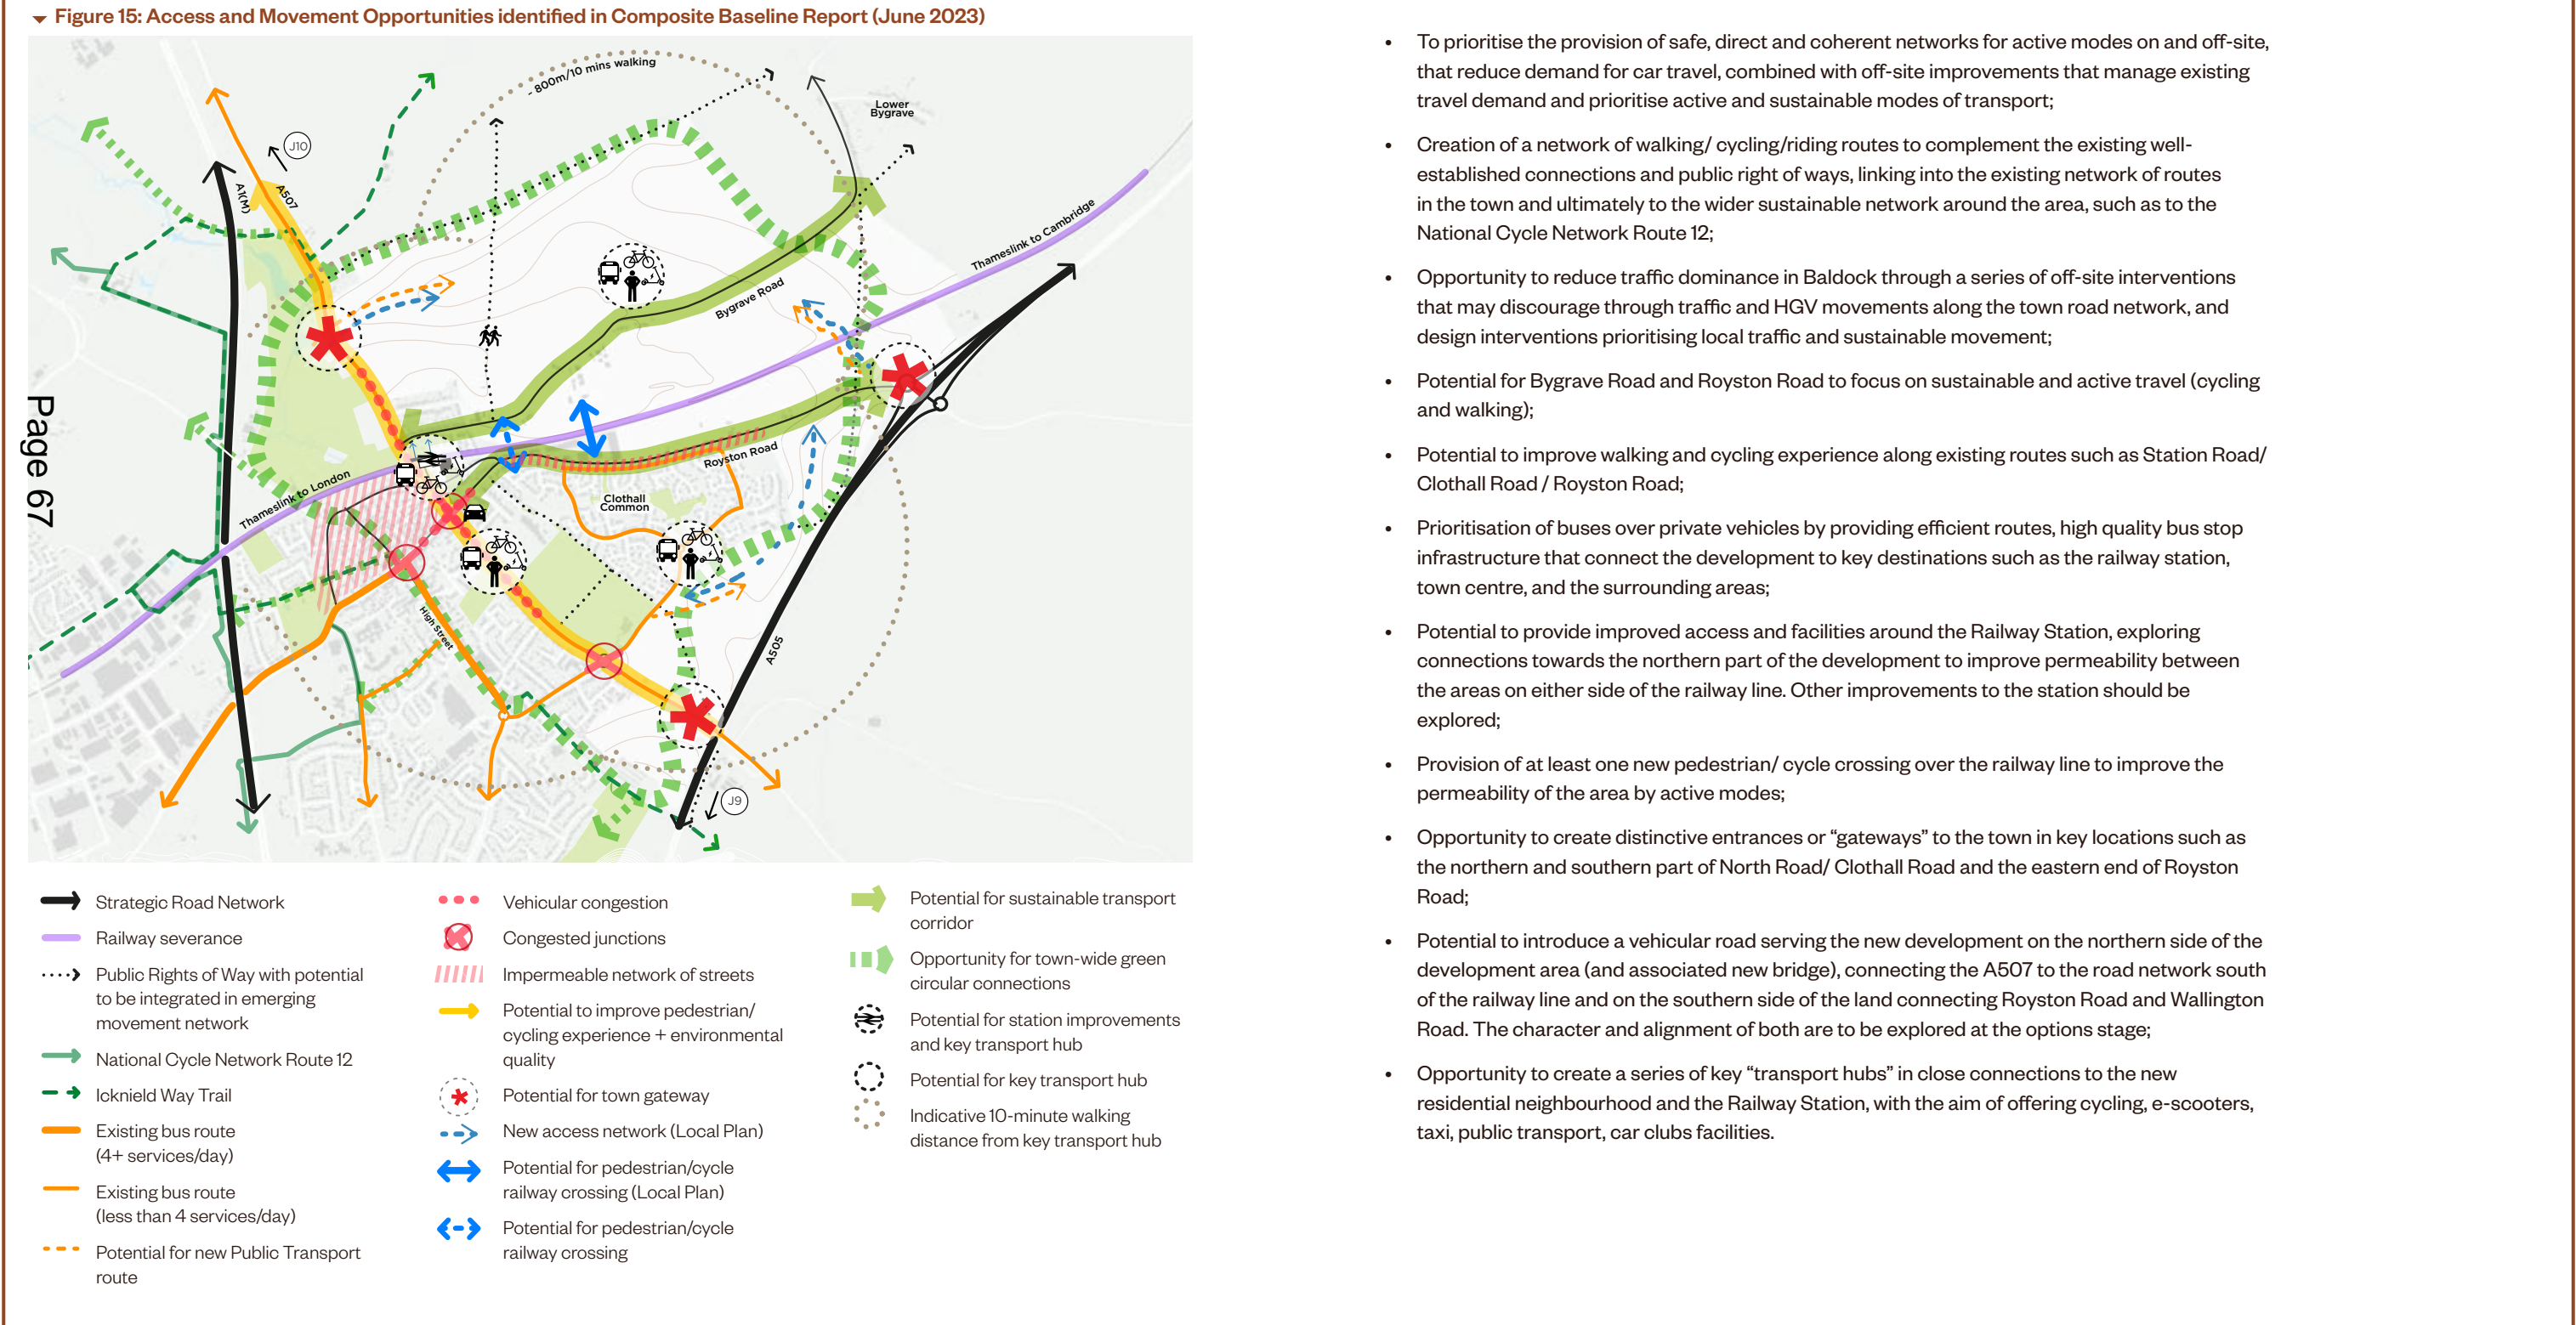 Figure 15: Access and Movement Opportunities identified in Composite Baseline Report (June 2023)
~ 800m/10 mins walking
Lower
Bygrave
J10
A1(M)
A507
Thameslink to Cambridge
Bygrave Road
Page 67
Royston Road
Thameslink to London
Clothall
Common
High Street
A505
J9
Strategic Road Network
Railway severance
Public Rights of Way with potential
to be integrated in emerging
movement network
National Cycle Network Route 12
Icknield Way Trail
Existing bus route
(4+ services/day)
Existing bus route
(less than 4 services/day)
Potential for new Public Transport
route
Vehicular congestion
Congested junctions
Impermeable network of streets
Potential to improve pedestrian/
cycling experience + environmental
quality
Potential for town gateway
New access network (Local Plan)
Potential for pedestrian/cycle
railway crossing (Local Plan)
Potential for pedestrian/cycle
railway crossing
Potential for sustainable transport
corridor
Opportunity for town-wide green
circular connections
Potential for station improvements
and key transport hub
Potential for key transport hub
Indicative 10-minute walking
distance from key transport hub
• To prioritise the provision of safe, direct and coherent networks for active modes on and off-site,
that reduce demand for car travel, combined with off-site improvements that manage existing
travel demand and prioritise active and sustainable modes of transport;
• Creation of a network of walking/ cycling/riding routes to complement the existing well-
established connections and public right of ways, linking into the existing network of routes
in the town and ultimately to the wider sustainable network around the area, such as to the
National Cycle Network Route 12;
• Opportunity to reduce traffic dominance in Baldock through a series of off-site interventions
that may discourage through traffic and HGV movements along the town road network, and
design interventions prioritising local traffic and sustainable movement;
• Potential for Bygrave Road and Royston Road to focus on sustainable and active travel (cycling
and walking);
• Potential to improve walking and cycling experience along existing routes such as Station Road/
Clothall Road / Royston Road;
• Prioritisation of buses over private vehicles by providing efficient routes, high quality bus stop
infrastructure that connect the development to key destinations such as the railway station,
town centre, and the surrounding areas;
• Potential to provide improved access and facilities around the Railway Station, exploring
connections towards the northern part of the development to improve permeability between
the areas on either side of the railway line. Other improvements to the station should be
explored;
• Provision of at least one new pedestrian/ cycle crossing over the railway line to improve the
permeability of the area by active modes;
• Opportunity to create distinctive entrances or “gateways” to the town in key locations such as
the northern and southern part of North Road/ Clothall Road and the eastern end of Royston
Road;
• Potential to introduce a vehicular road serving the new development on the northern side of the
development area (and associated new bridge), connecting the A507 to the road network south
of the railway line and on the southern side of the land connecting Royston Road and Wallington
Road. The character and alignment of both are to be explored at the options stage;
• Opportunity to create a series of key “transport hubs” in close connections to the new
residential neighbourhood and the Railway Station, with the aim of offering cycling, e-scooters,
taxi, public transport, car clubs facilities.